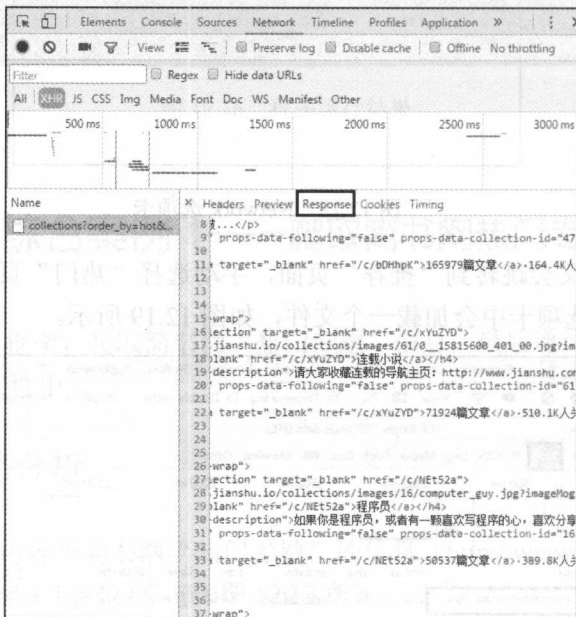 Elements Console Sources Network Timeline Profiles Application »
View: Preserve log Disable cache Offline No throttling
Filter Regex Hide data URLs
All XHR JS CSS Img Media Font Doc WS Manifest Other
500 ms 1000 ms 1500 ms 2000 ms 2500 ms 3000 ms
Name × Headers Preview Response Cookies Timing
collections?order_by=hot&...
8 ...</p>
9 props-data-following="false" props-data-collection-id="47
10
11 target="_blank" href="/c/bDHhpK">165979篇文章</a>·164.4K人
12
13
14
15 -wrap">
16 lection" target="_blank" href="/c/xYuZYD">
17 jianshu.io/collections/images/61/0__15815600_401_00.jpg?im
18 blank" href="/c/xYuZYD">连载小说</a></h4>
19 -description">请大家收藏连载的导航主页: http://www.jianshu.com
20 props-data-following="false" props-data-collection-id="61
21
22 target="_blank" href="/c/xYuZYD">71924篇文章</a>·510.1K人关
23
24
25
26 -wrap">
27 lection" target="_blank" href="/c/NEt52a">
28 .jianshu.io/collections/images/16/computer_guy.jpg?imageMog
29 blank" href="/c/NEt52a">程序员</a></h4>
30 -description">如果你是程序员，或者有一颗喜欢写程序的心，喜欢分享
31 props-data-following="false" props-data-collection-id="16
32
33 target="_blank" href="/c/NEt52a">50537篇文章</a>·389.8K人关
34
35
36
37 -wrap">